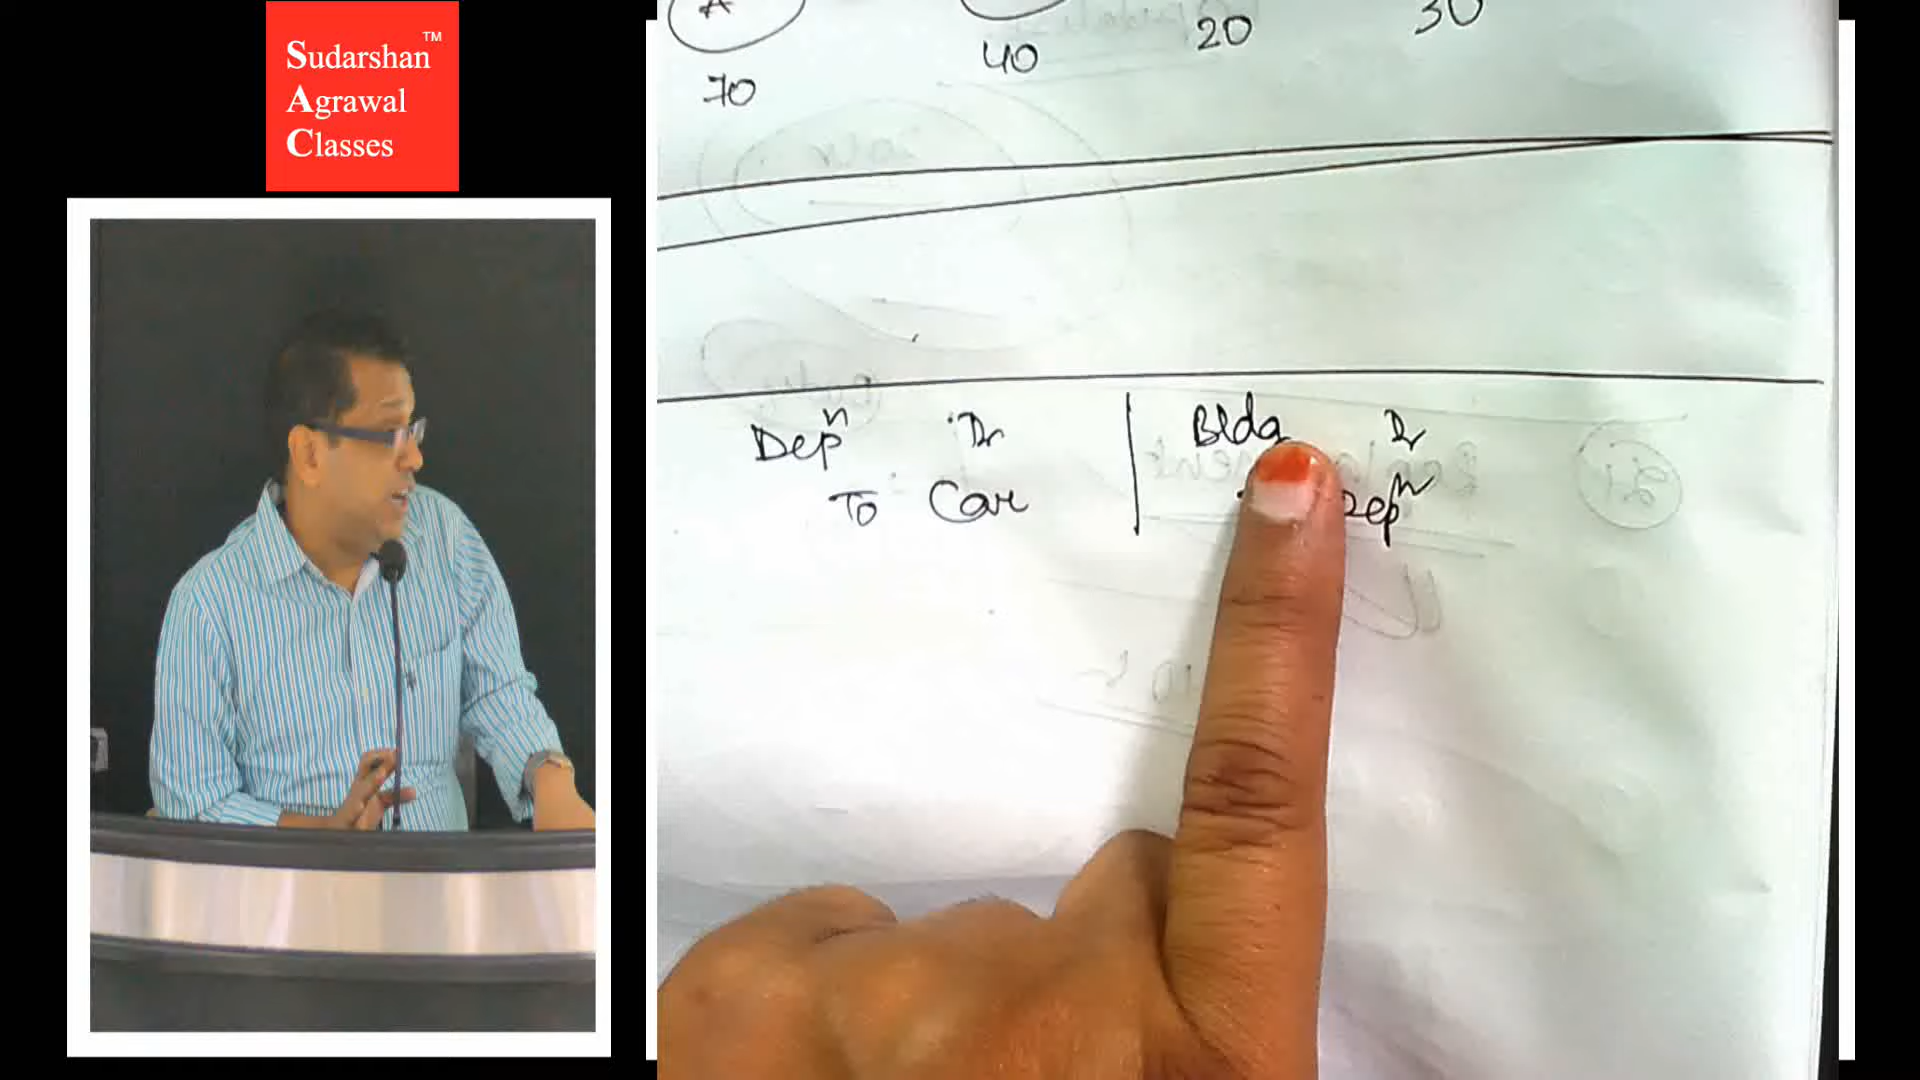 Sudarshan™
Agrawal
Classes
A
70
40
20
30
Depⁿ Dr
To Car
Bldg Dr
Depⁿ